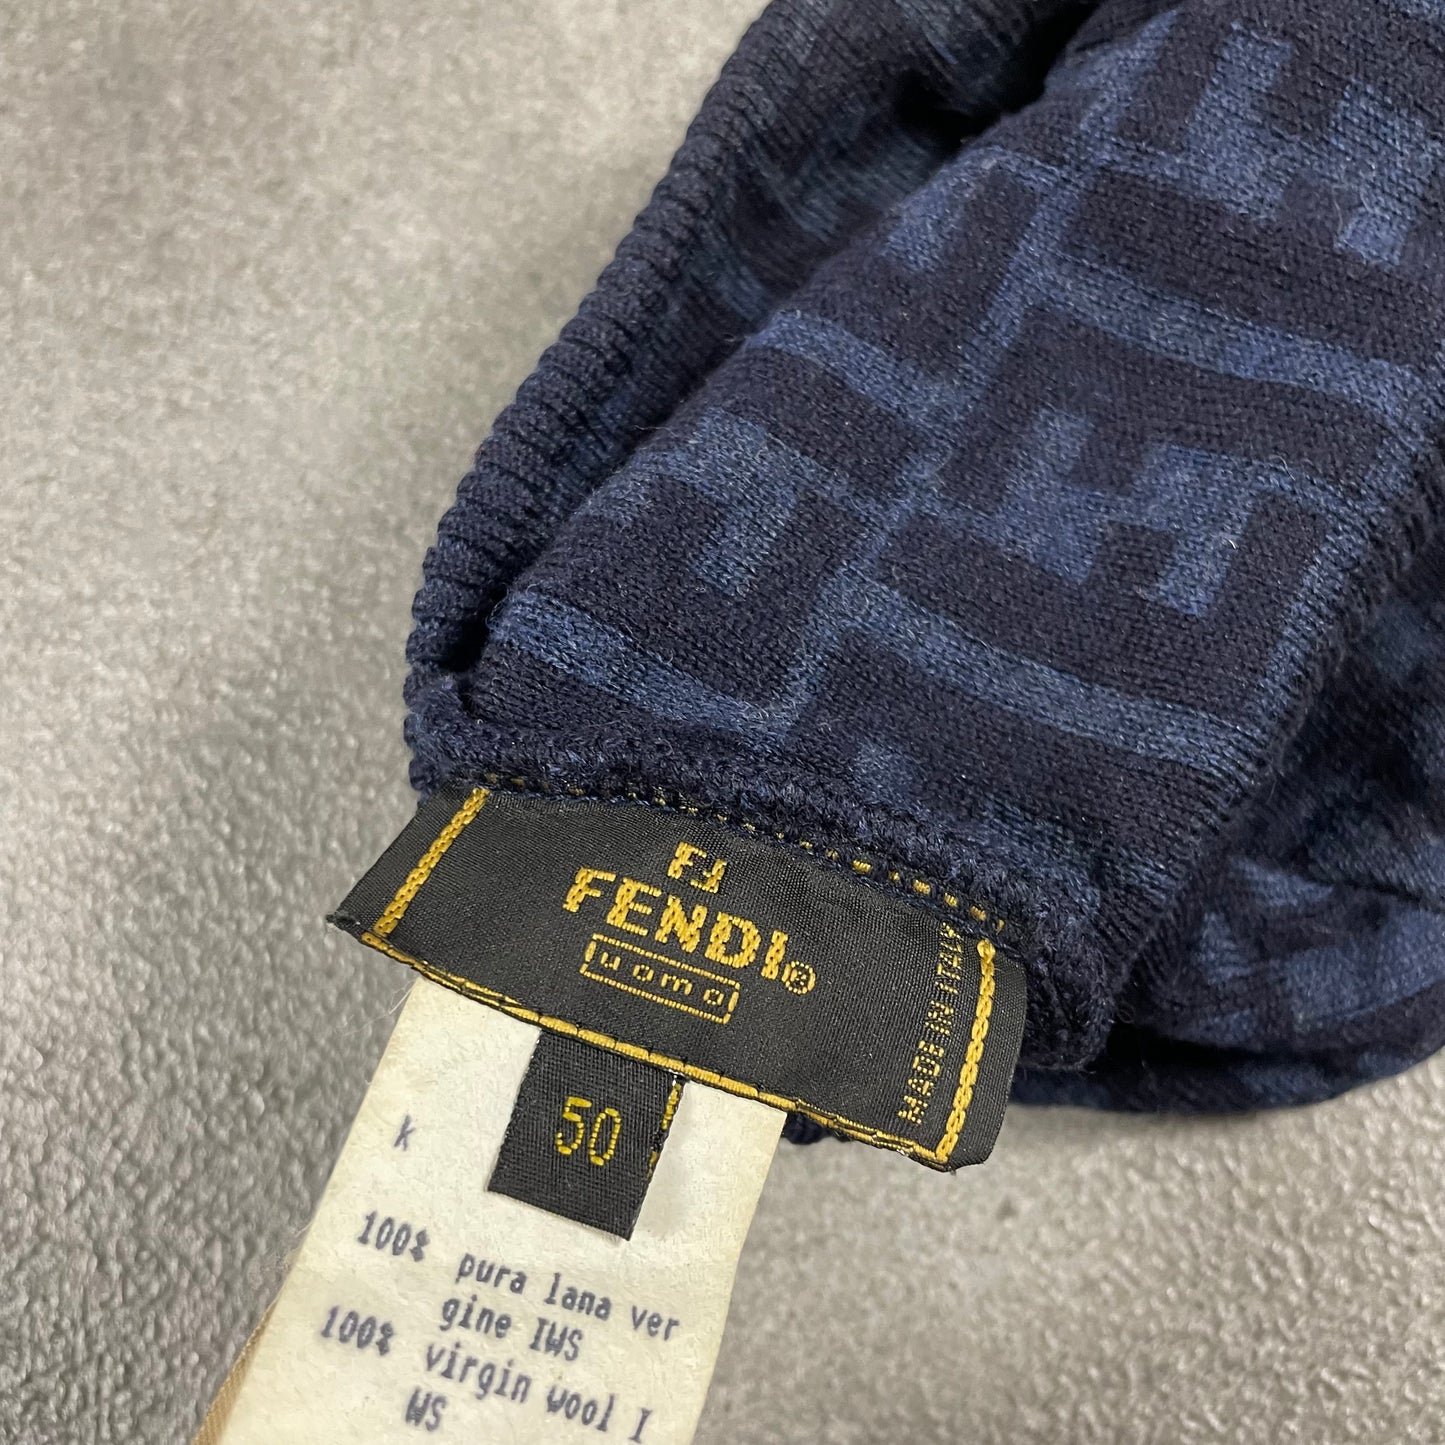 FF
FENDI®
uomo
MADE IN ITALY
50
k
100% pura lana ver
gine IWS
100% virgin wool I
WS